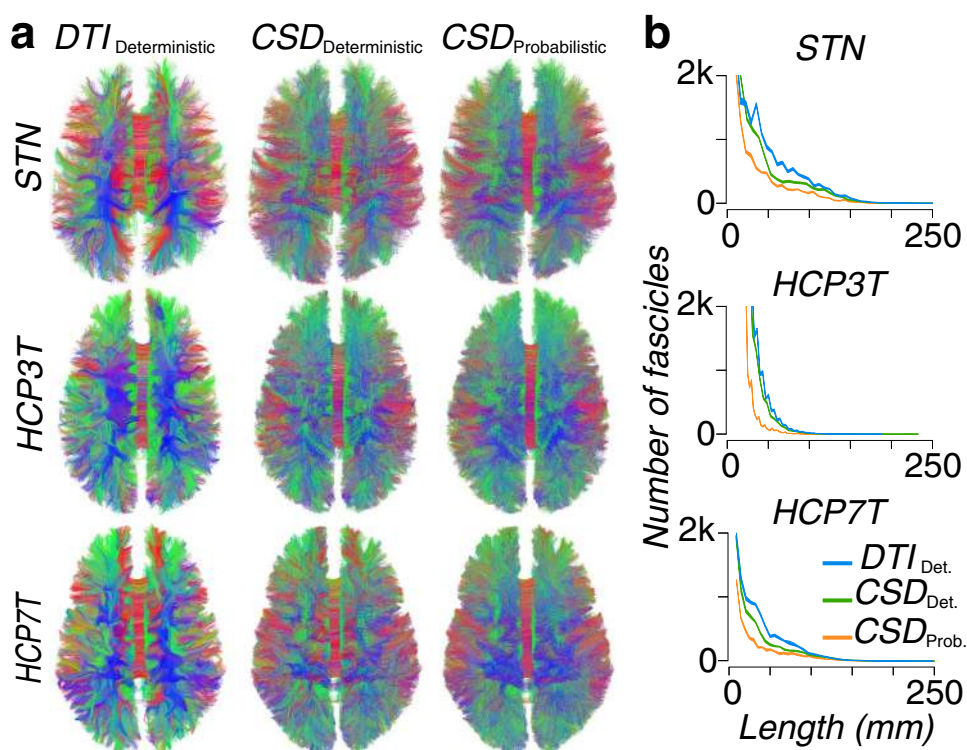 a
DTI Deterministic
CSD Deterministic
CSD Probabilistic
STN
HCP3T
HCP7T
b
STN
2k
0
0
250
HCP3T
2k
0
0
250
HCP7T
2k
DTI Det.
CSD Det.
CSD Prob.
0
0
250
Number of fascicles
Length (mm)